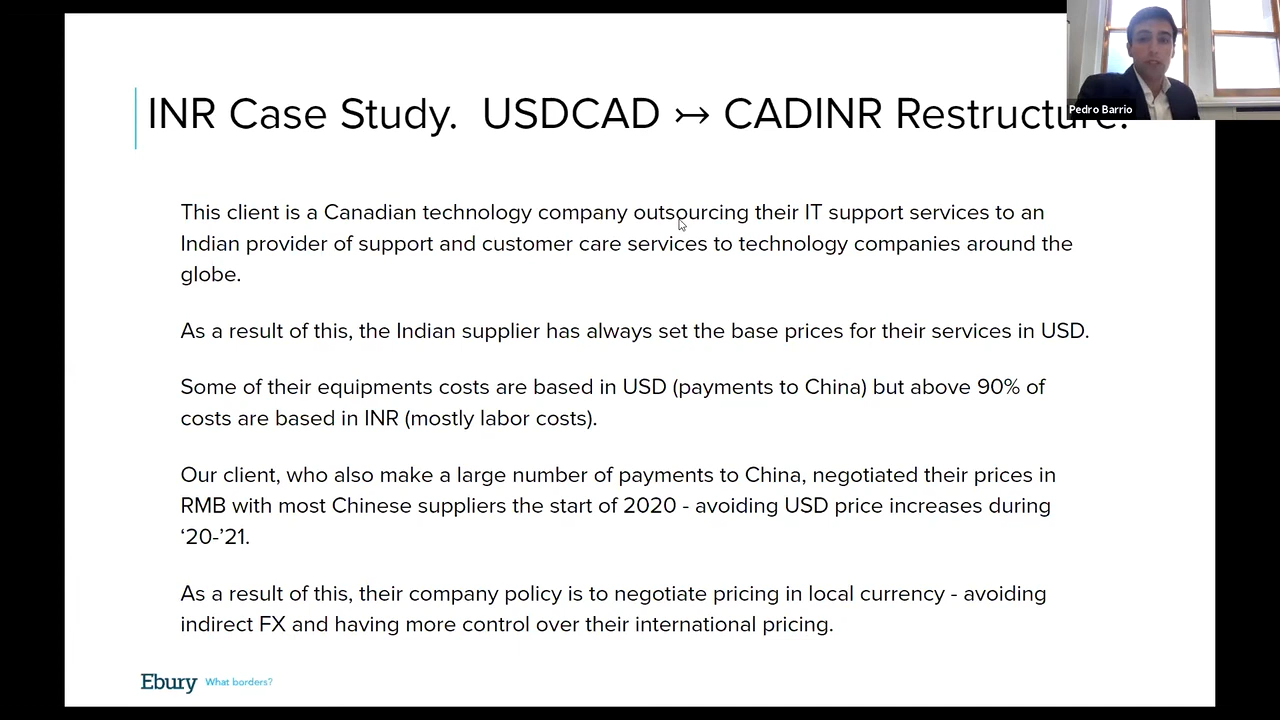 INR Case Study. USDCAD ↣ CADINR Restructure.
Pedro Barrio
This client is a Canadian technology company outsourcing their IT support services to an
Indian provider of support and customer care services to technology companies around the
globe.
As a result of this, the Indian supplier has always set the base prices for their services in USD.
Some of their equipments costs are based in USD (payments to China) but above 90% of
costs are based in INR (mostly labor costs).
Our client, who also make a large number of payments to China, negotiated their prices in
RMB with most Chinese suppliers the start of 2020 - avoiding USD price increases during
‘20-’21.
As a result of this, their company policy is to negotiate pricing in local currency - avoiding
indirect FX and having more control over their international pricing.
Ebury What borders?